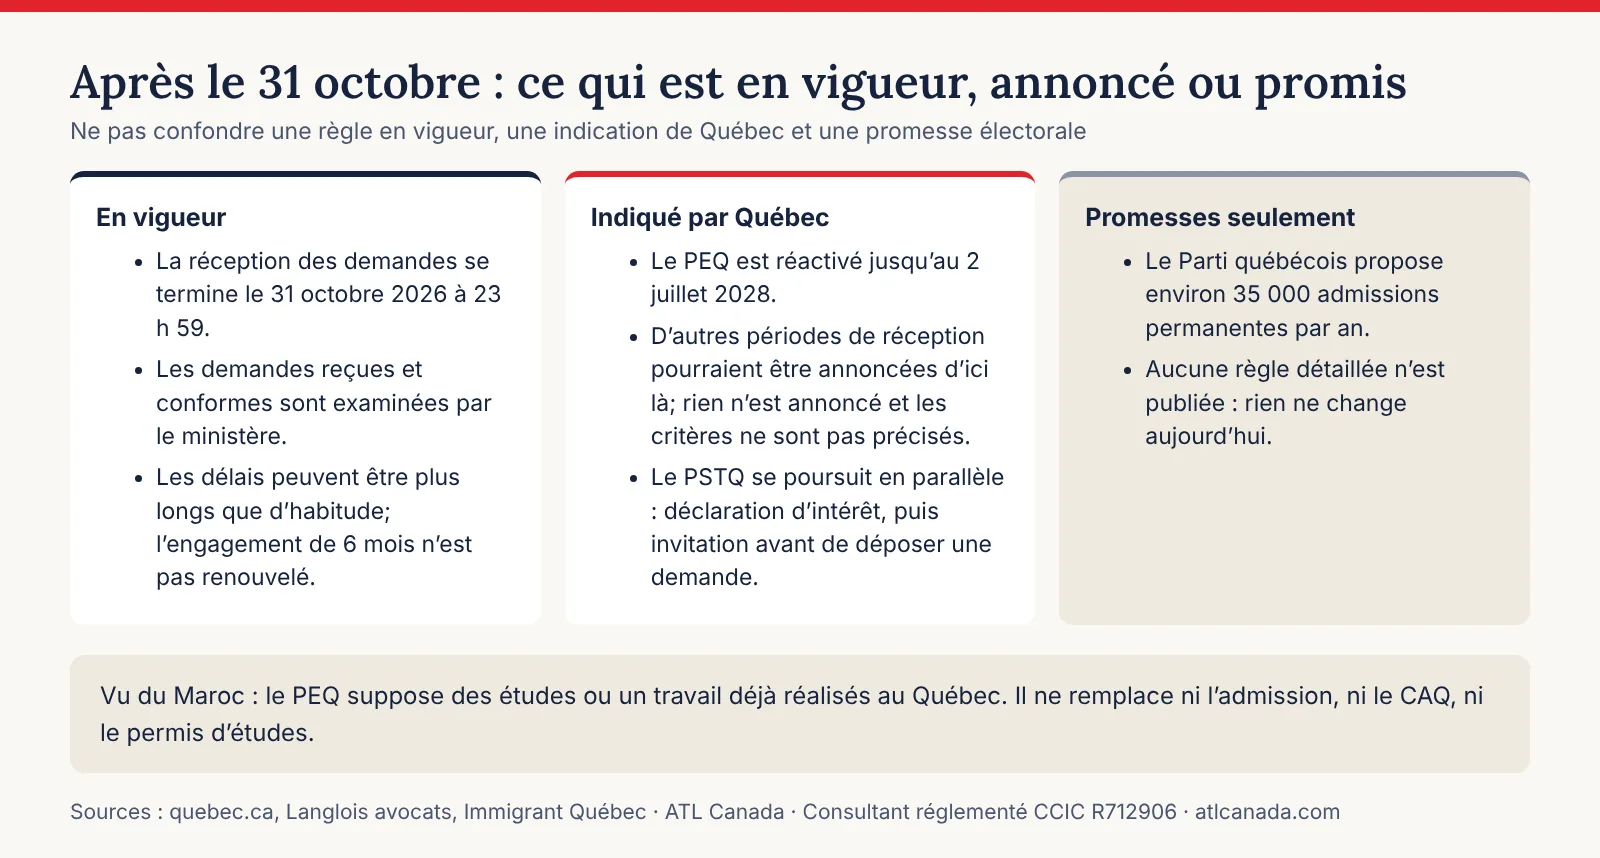 Après le 31 octobre : ce qui est en vigueur, annoncé ou promis
Ne pas confondre une règle en vigueur, une indication de Québec et une promesse électorale
En vigueur
• La réception des demandes se
termine le 31 octobre 2026 à 23
h 59.
• Les demandes reçues et
conformes sont examinées par
le ministère.
• Les délais peuvent être plus
longs que d’habitude;
l’engagement de 6 mois n’est
pas renouvelé.
Indiqué par Québec
• Le PEQ est réactivé jusqu’au 2
juillet 2028.
• D’autres périodes de réception
pourraient être annoncées d’ici
là; rien n’est annoncé et les
critères ne sont pas précisés.
• Le PSTQ se poursuit en parallèle
: déclaration d’intérêt, puis
invitation avant de déposer une
demande.
Promesses seulement
• Le Parti québécois propose
environ 35 000 admissions
permanentes par an.
• Aucune règle détaillée n’est
publiée : rien ne change
aujourd’hui.
Vu du Maroc : le PEQ suppose des études ou un travail déjà réalisés au Québec. Il ne remplace ni l’admission, ni le CAQ, ni
le permis d’études.
Sources : quebec.ca, Langlois avocats, Immigrant Québec · ATL Canada · Consultant réglementé CCIC R712906 · atlcanada.com